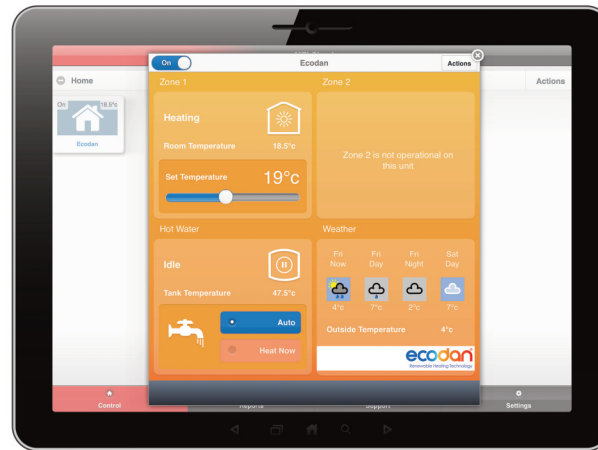 On
Ecodan
Actions
Home
Actions
On
18.5°c
Ecodan
Zone 1
Zone 2
Heating
Room Temperature
18.5°c
Set Temperature
19°c
Zone 2 is not operational on
this unit
Hot Water
Weather
Idle
Tank Temperature
47.5°c
Auto
Heat Now
Fri
Now
Fri
Day
Fri
Night
Sat
Day
4°c
7°c
2°c
7°c
Outside Temperature
4°c
ecodan
Renewable Heating Technology
Control
Reports
Support
Settings